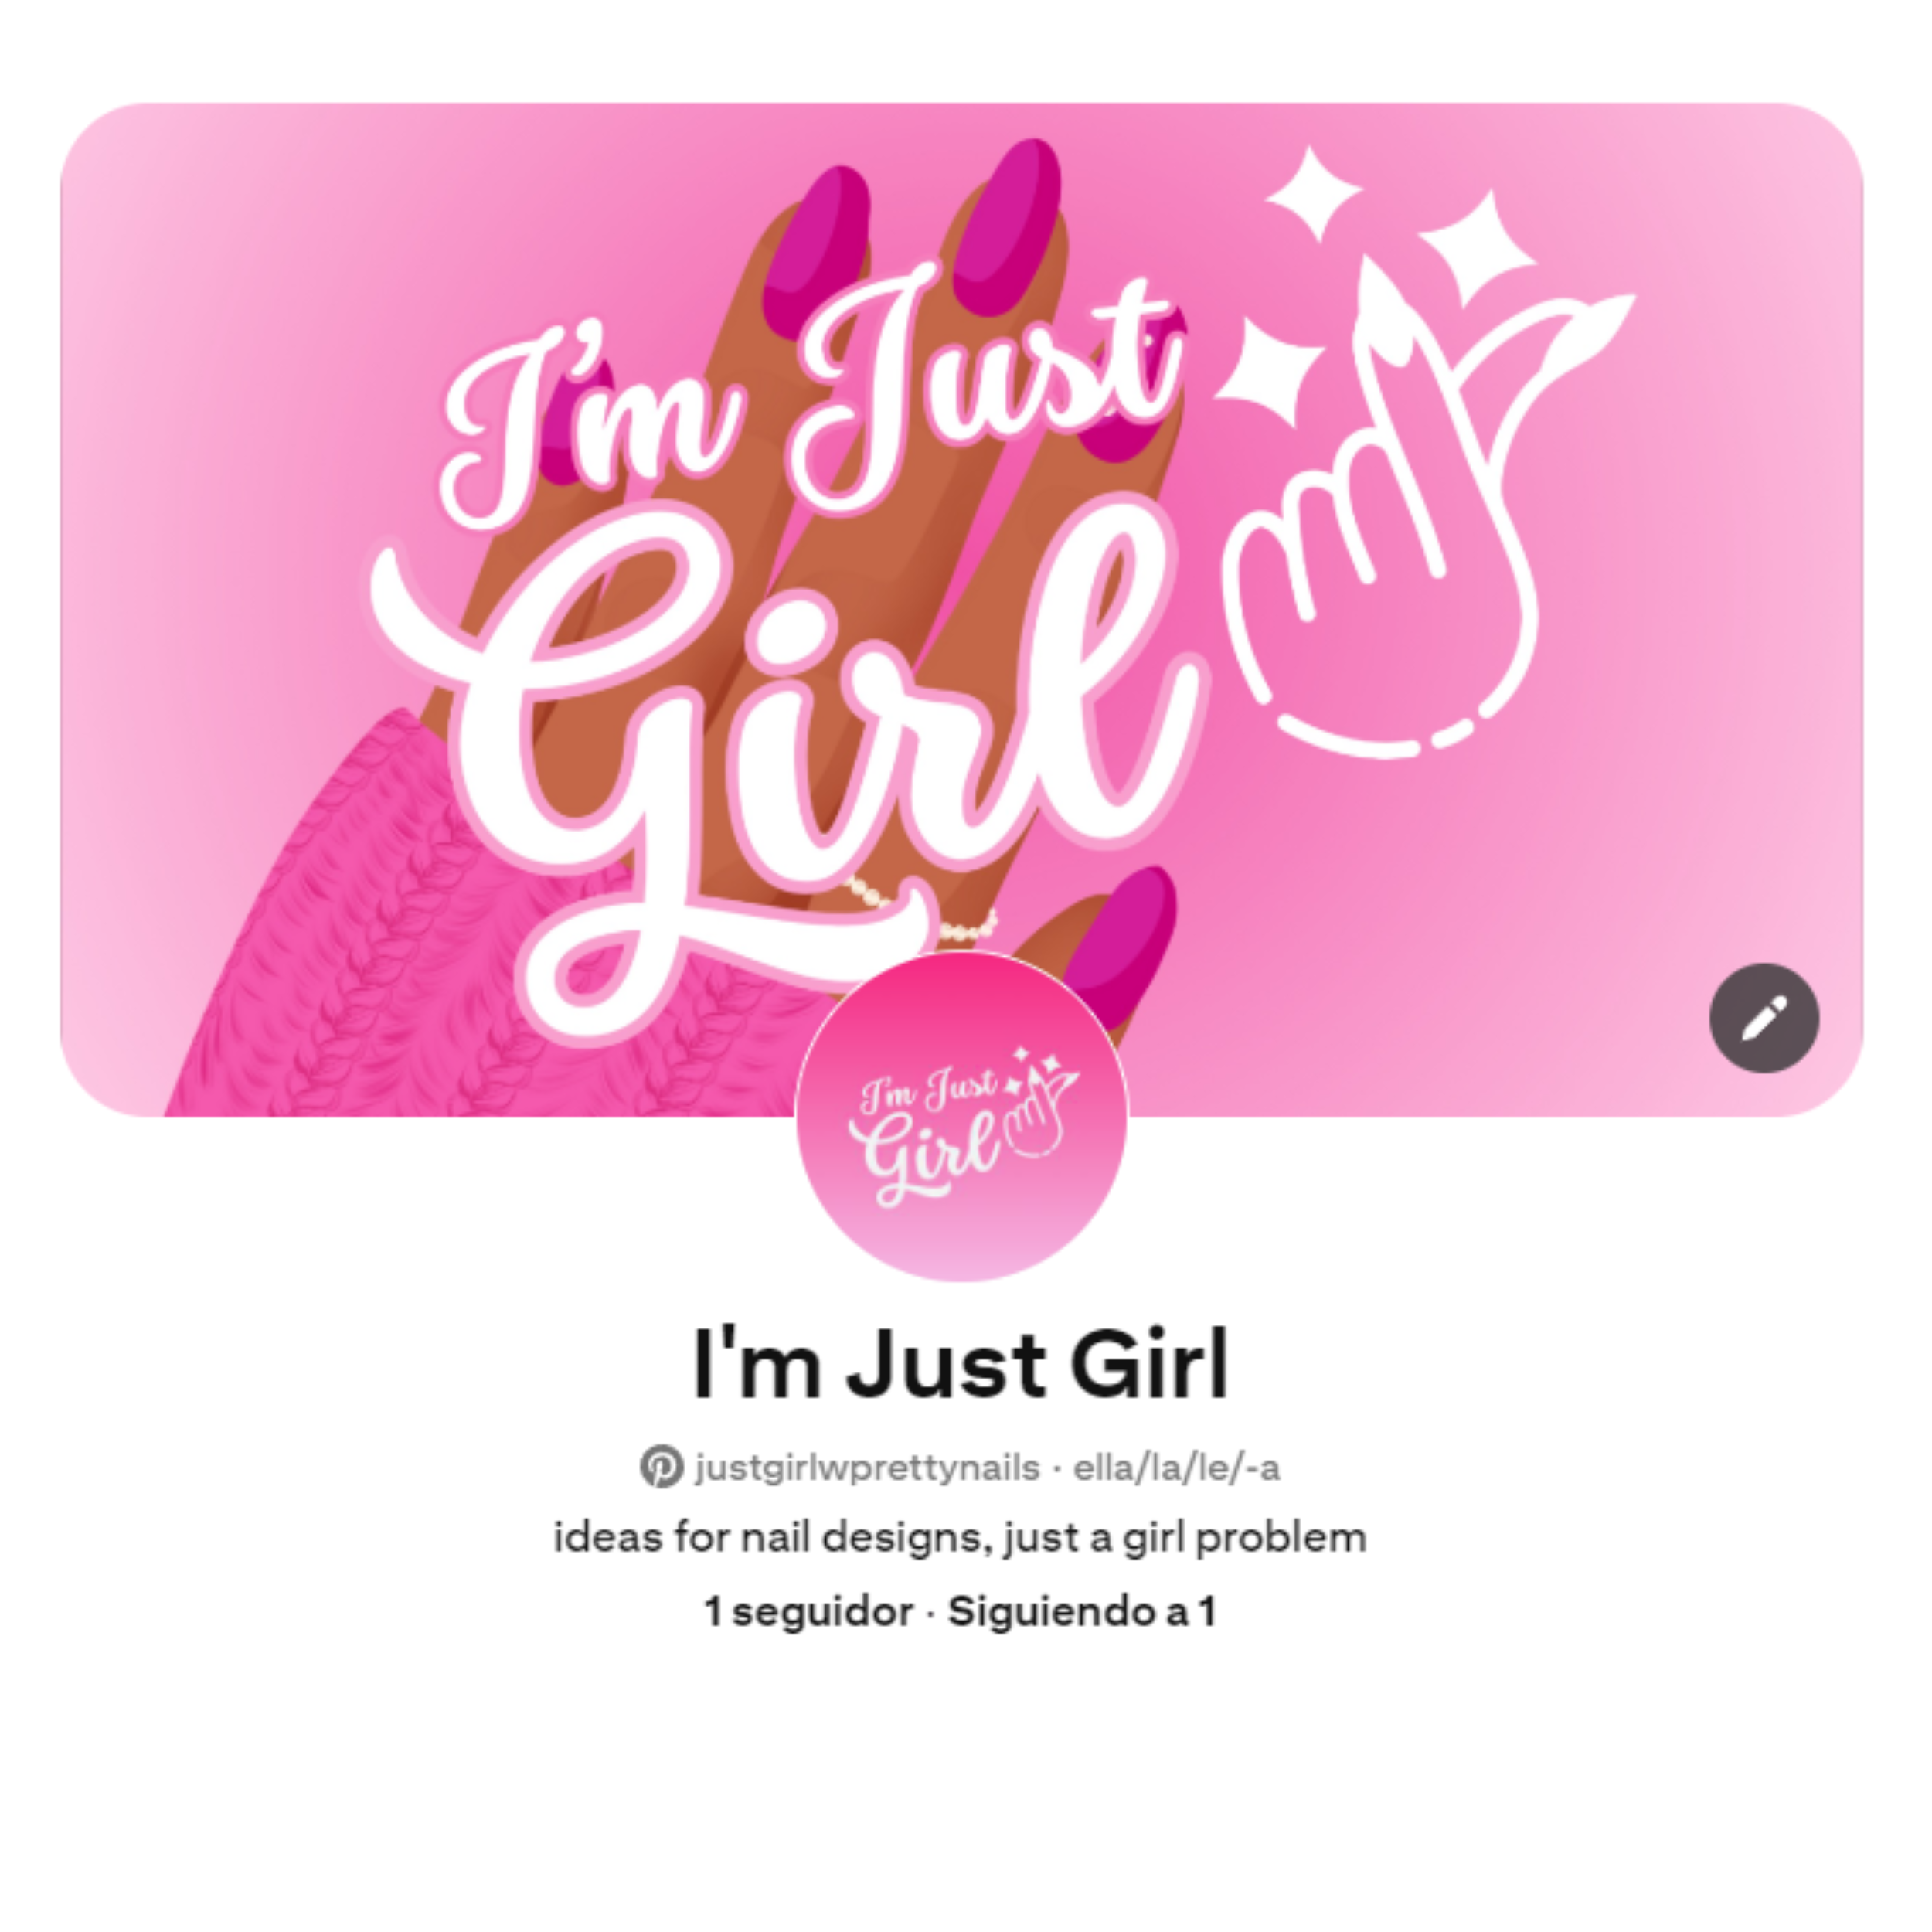 I'm Just
Girl
I'm Just
Girl
I'm Just Girl
justgirlwprettynails · ella/la/le/-a
ideas for nail designs, just a girl problem
1 seguidor · Siguiendo a 1